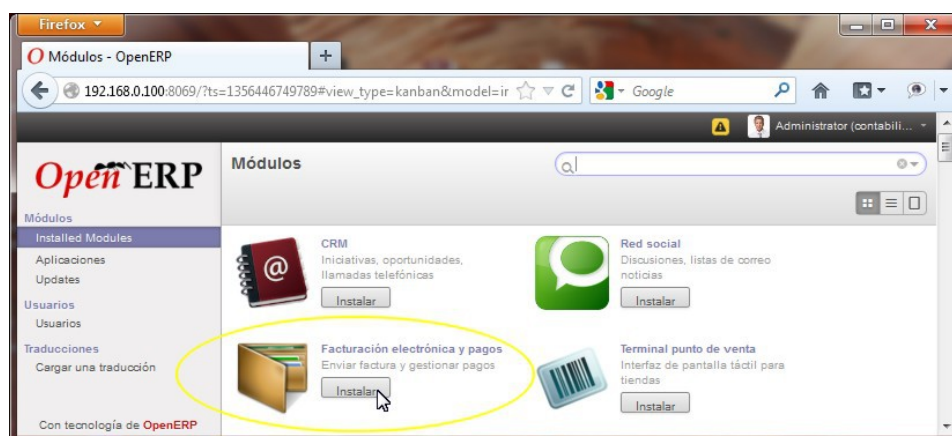 Firefox
Módulos - OpenERP
192.168.0.100:8069/?ts=1356446749789#view_type=kanban&model=ir
Google
Administrator (contabili...
OpenERP
Módulos
Módulos
Installed Modules
Aplicaciones
Updates
Usuarios
Usuarios
Traducciones
Cargar una traducción
Con tecnología de OpenERP
CRM
Iniciativas, oportunidades,
llamadas telefónicas
Instalar
Red social
Discusiones, listas de correo
noticias
Instalar
Facturación electrónica y pagos
Enviar factura y gestionar pagos
Instalar
Terminal punto de venta
Interfaz de pantalla táctil para
tiendas
Instalar